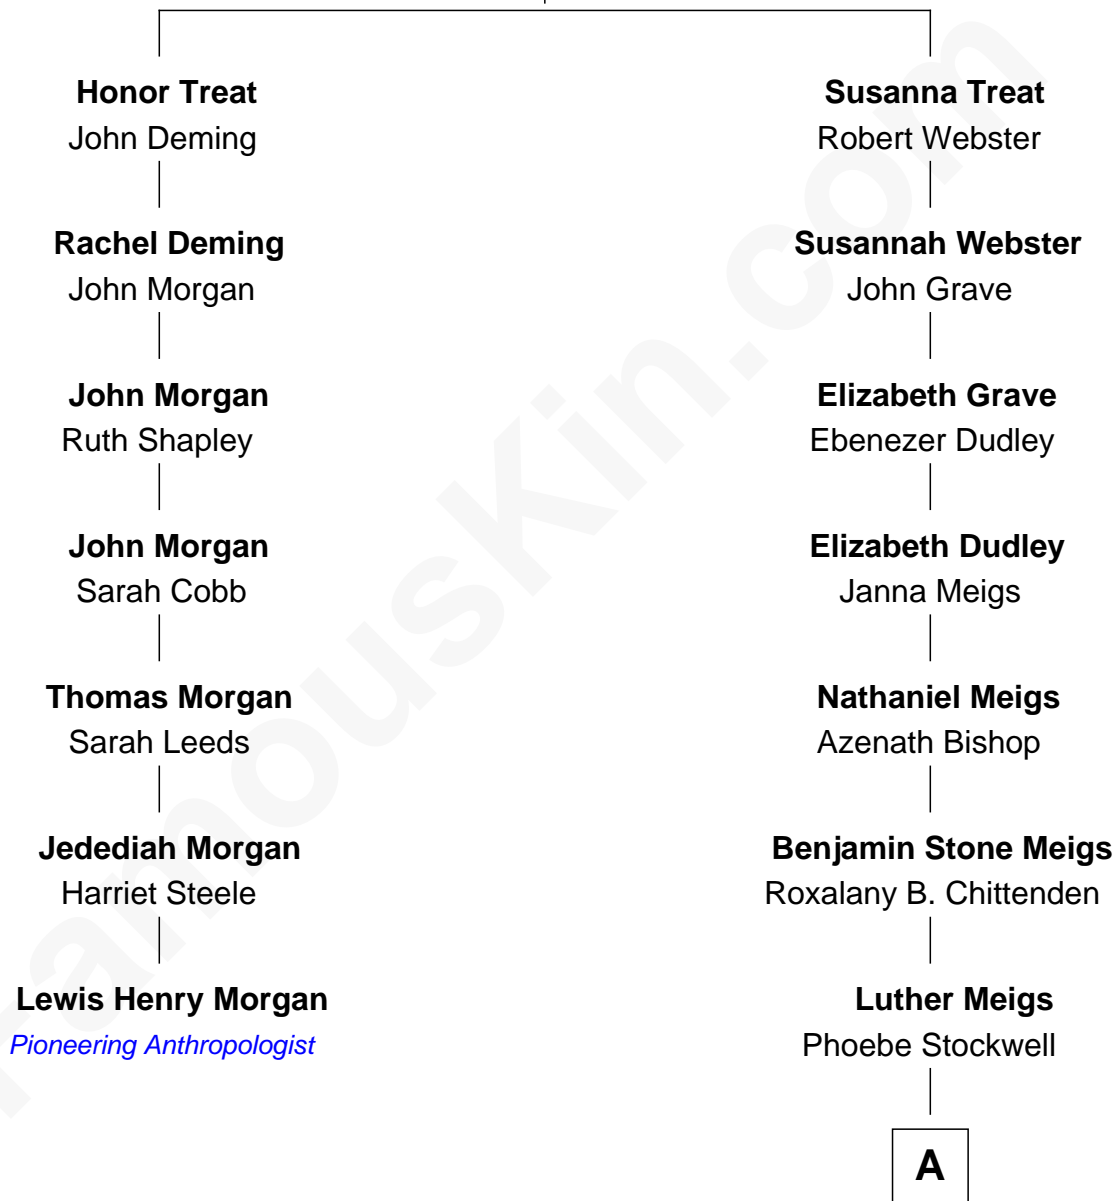 Honor Treat
John Deming
Rachel Deming
John Morgan
John Morgan
Ruth Shapley
John Morgan
Sarah Cobb
Thomas Morgan
Sarah Leeds
Jedediah Morgan
Harriet Steele
Lewis Henry Morgan
Pioneering Anthropologist
Susanna Treat
Robert Webster
Susannah Webster
John Grave
Elizabeth Grave
Ebenezer Dudley
Elizabeth Dudley
Janna Meigs
Nathaniel Meigs
Azenath Bishop
Benjamin Stone Meigs
Roxalany B. Chittenden
Luther Meigs
Phoebe Stockwell
A
FamousKin.com